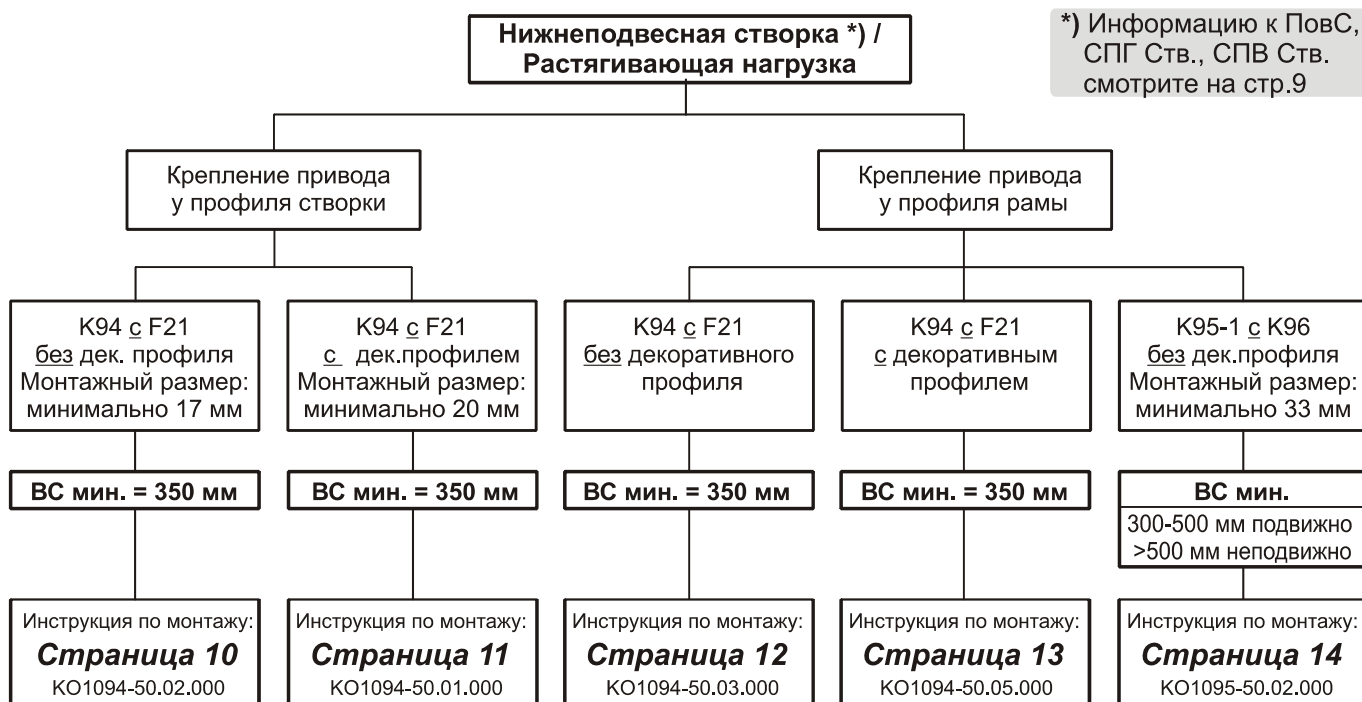 Нижнеподвесная створка *) /
Растягивающая нагрузка
*) Информацию к ПовС,
СПГ Ств., СПВ Ств.
смотрите на стр.9
Крепление привода
у профиля створки
Крепление привода
у профиля рамы
K94 с F21
без дек. профиля
Монтажный размер:
минимально 17 мм
K94 с F21
с дек.профилем
Монтажный размер:
минимально 20 мм
K94 с F21
без декоративного
профиля
K94 с F21
с декоративным
профилем
K95-1 с K96
без дек.профиля
Монтажный размер:
минимально 33 мм
ВС мин. = 350 мм
ВС мин. = 350 мм
ВС мин. = 350 мм
ВС мин. = 350 мм
ВС мин.
300-500 мм подвижно
>500 мм неподвижно
Инструкция по монтажу:
Страница 10
KO1094-50.02.000
Инструкция по монтажу:
Страница 11
KO1094-50.01.000
Инструкция по монтажу:
Страница 12
KO1094-50.03.000
Инструкция по монтажу:
Страница 13
KO1094-50.05.000
Инструкция по монтажу:
Страница 14
KO1095-50.02.000